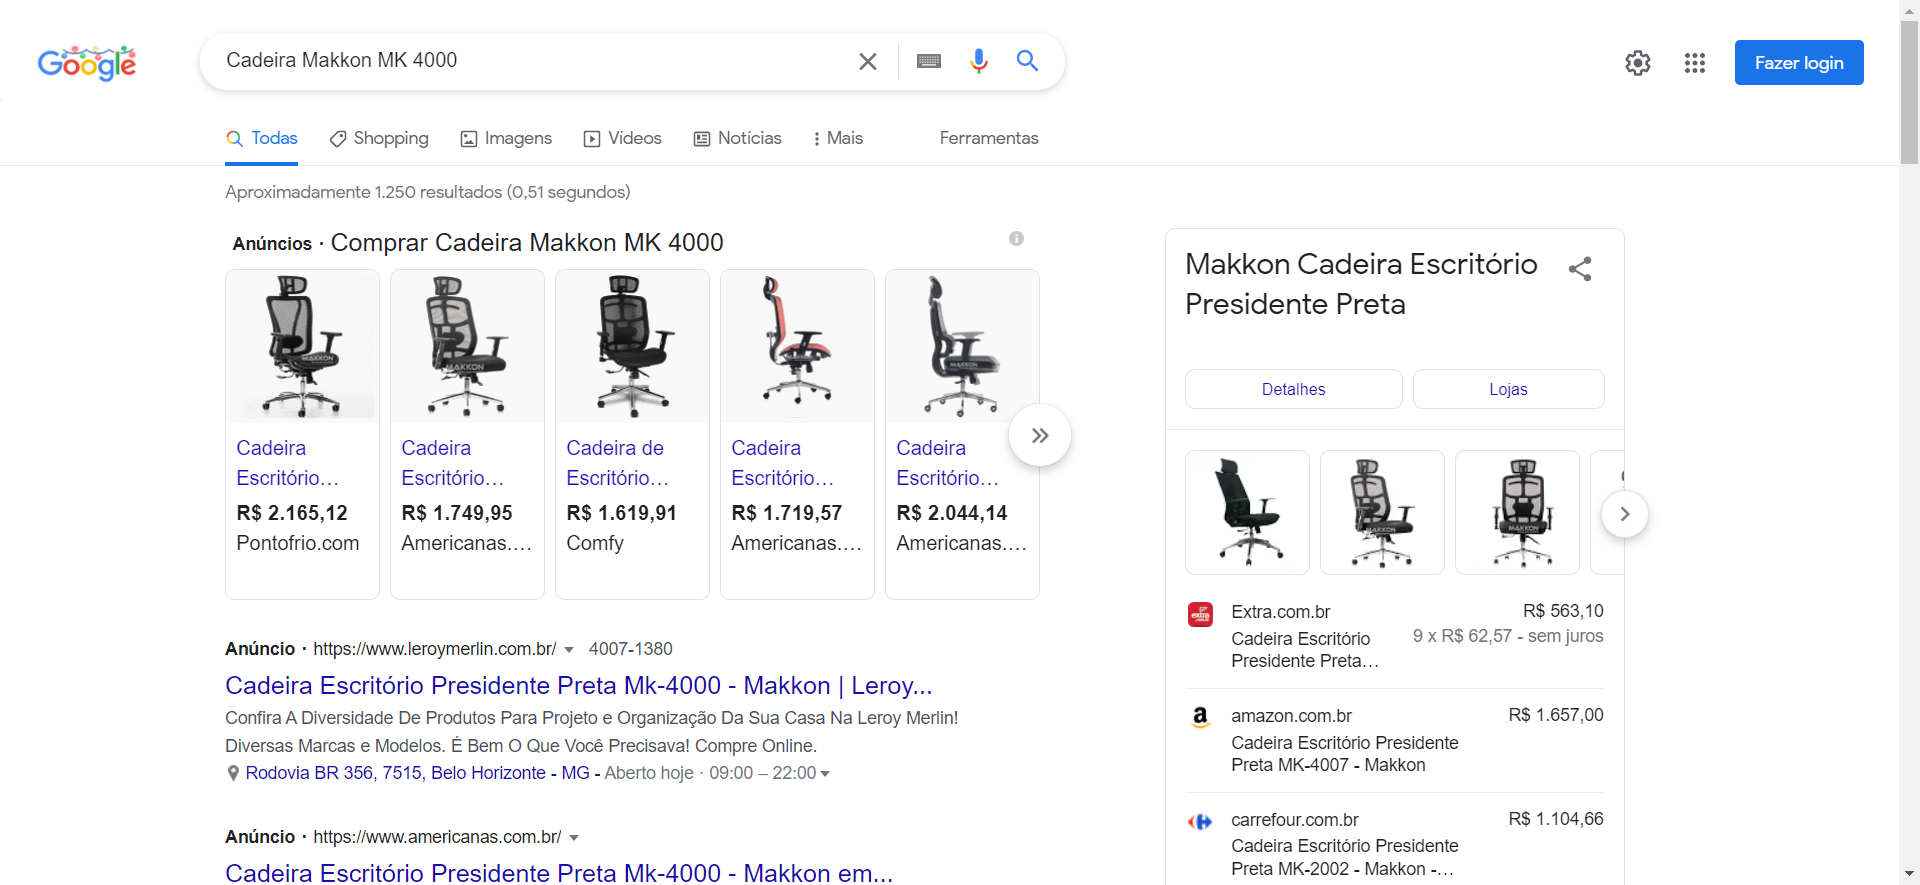 Google
Cadeira Makkon MK 4000
Fazer login
Todas
Shopping
Imagens
Vídeos
Notícias
Mais
Ferramentas
Aproximadamente 1.250 resultados (0,51 segundos)
Anúncios · Comprar Cadeira Makkon MK 4000
MAKKON
MAKKON
MAKKON
Cadeira
Escritório...
R$ 2.165,12
Pontofrio.com
Cadeira
Escritório...
R$ 1.749,95
Americanas....
Cadeira de
Escritório...
R$ 1.619,91
Comfy
Cadeira
Escritório...
R$ 1.719,57
Americanas....
Cadeira
Escritório...
R$ 2.044,14
Americanas....
Anúncio · https://www.leroymerlin.com.br/ 4007-1380
Cadeira Escritório Presidente Preta Mk-4000 - Makkon | Leroy...
Confira A Diversidade De Produtos Para Projeto e Organização Da Sua Casa Na Leroy Merlin!
Diversas Marcas e Modelos. É Bem O Que Você Precisava! Compre Online.
Rodovia BR 356, 7515, Belo Horizonte - MG - Aberto hoje · 09:00 – 22:00
Anúncio · https://www.americanas.com.br/
Cadeira Escritório Presidente Preta Mk-4000 - Makkon em...
Makkon Cadeira Escritório
Presidente Preta
Detalhes
Lojas
MAKKON
MAKKON
extra
Extra.com.br
R$ 563,10
Cadeira Escritório
9 x R$ 62,57 - sem juros
Presidente Preta...
a
amazon.com.br
R$ 1.657,00
Cadeira Escritório Presidente
Preta MK-4007 - Makkon
carrefour.com.br
R$ 1.104,66
Cadeira Escritório Presidente
Preta MK-2002 - Makkon -...